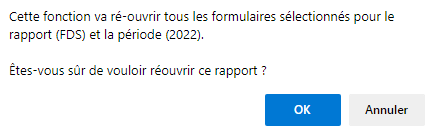 Cette fonction va ré-ouvrir tous les formulaires sélectionnés pour le
rapport (FDS) et la période (2022).
Êtes-vous sûr de vouloir réouvrir ce rapport ?
OK
Annuler